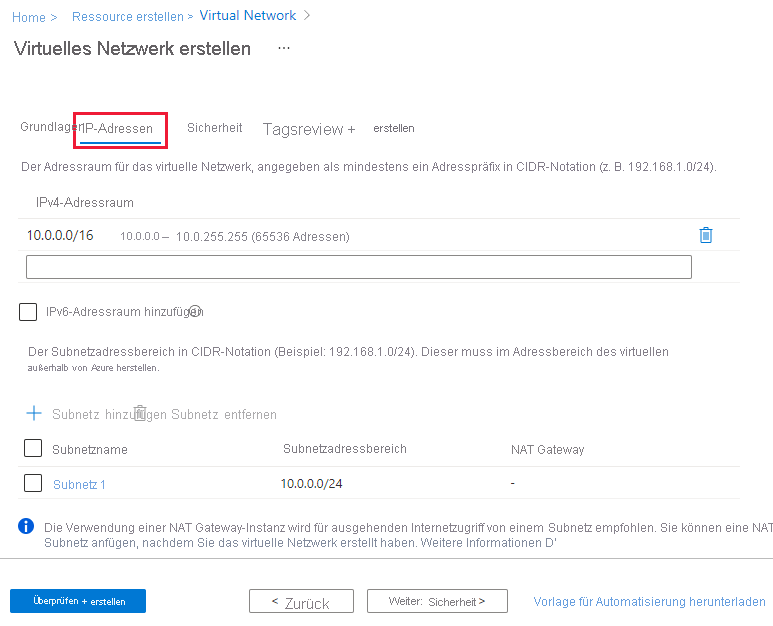 Home > Ressource erstellen > Virtual Network >
Virtuelles Netzwerk erstellen ...
Grundlagen IP-Adressen Sicherheit Tagsreview + erstellen
Der Adressraum für das virtuelle Netzwerk, angegeben als mindestens ein Adresspräfix in CIDR-Notation (z. B. 192.168.1.0/24).
IPv4-Adressraum
10.0.0.0/16 10.0.0.0 – 10.0.255.255 (65536 Adressen)
IPv6-Adressraum hinzufügen
Der Subnetzadressbereich in CIDR-Notation (Beispiel: 192.168.1.0/24). Dieser muss im Adressbereich des virtuellen
außerhalb von Azure herstellen.
+ Subnetz hinzufügen Subnetz entfernen
Subnetzname Subnetzadressbereich NAT Gateway
Subnetz 1 10.0.0.0/24 -
Die Verwendung einer NAT Gateway-Instanz wird für ausgehenden Internetzugriff von einem Subnetz empfohlen. Sie können eine NAT
Subnetz anfügen, nachdem Sie das virtuelle Netzwerk erstellt haben. Weitere Informationen D'
Überprüfen + erstellen < Zurück Weiter: Sicherheit > Vorlage für Automatisierung herunterladen